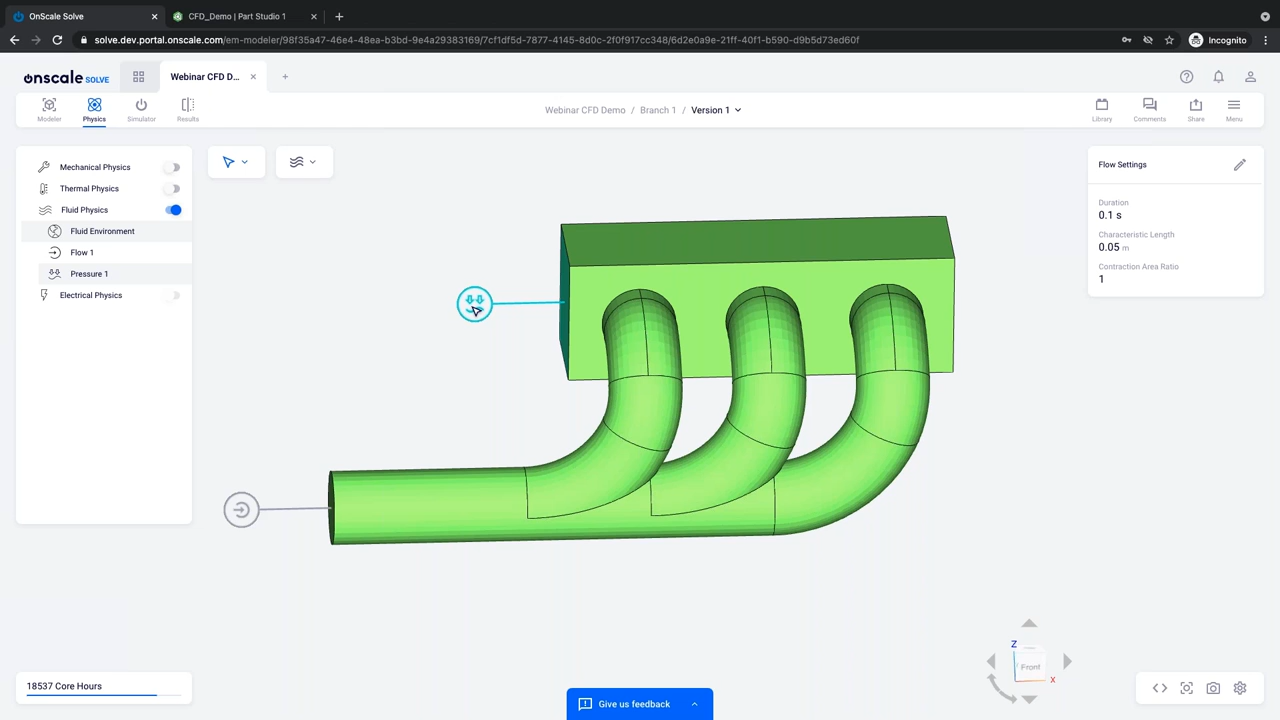 OnScale Solve
CFD_Demo | Part Studio 1
solve.dev.portal.onscale.com/em-modeler/98f35a47-46e4-48ea-b3bd-9e4a29383169/7cf1df5d-7877-4145-8d0c-2f0f917cc348/6d2e0a9e-21ff-40f1-b590-d9b5d73ed60f
Incognito
onscale SOLVE
Webinar CFD D...
Modeler
Physics
Simulator
Results
Webinar CFD Demo / Branch 1 / Version 1
Library
Comments
Share
Menu
Mechanical Physics
Thermal Physics
Fluid Physics
Fluid Environment
Flow 1
Pressure 1
Electrical Physics
Flow Settings
Duration
0.1 s
Characteristic Length
0.05 m
Contraction Area Ratio
1
18537 Core Hours
Give us feedback
Z
Front
X